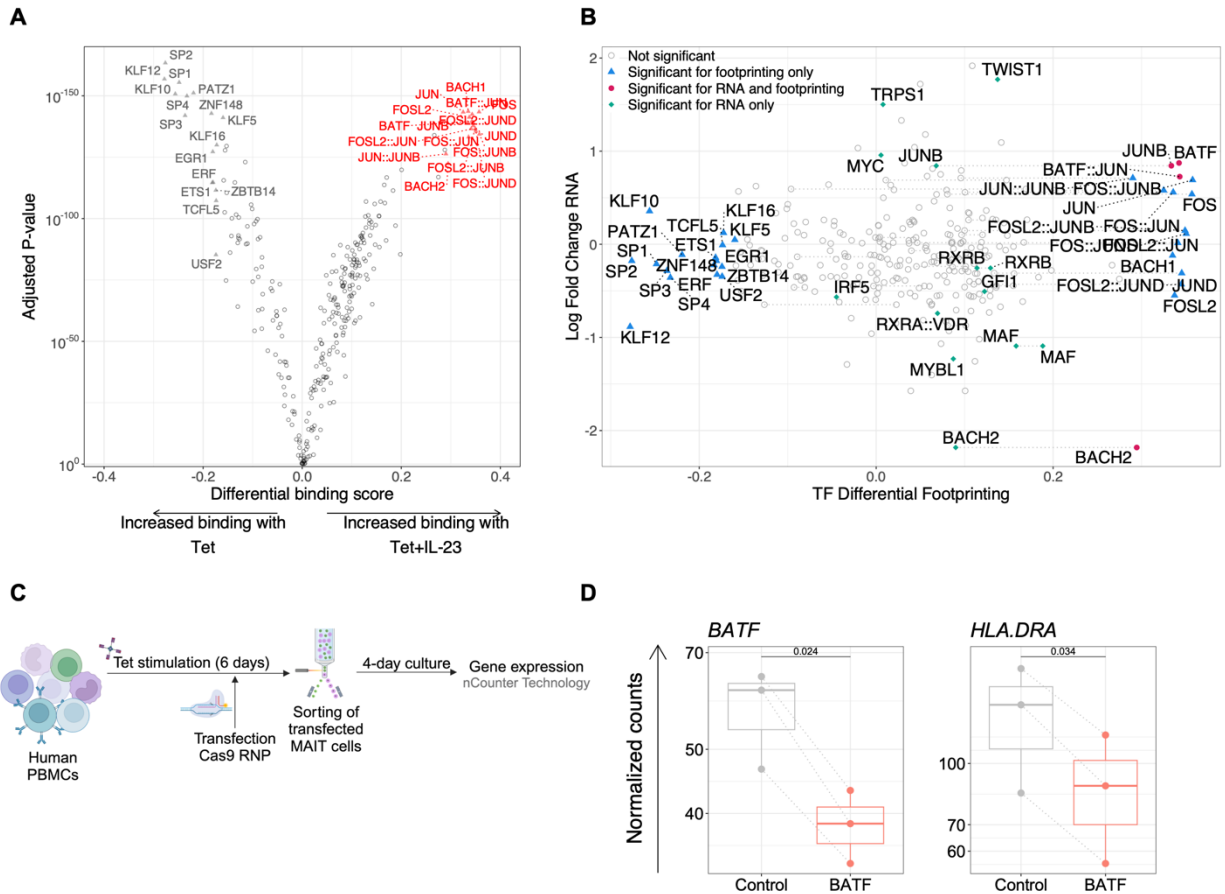 A
SP2
KLF12
SP1
KLF10
PATZ1
SP4
ZNF148
SP3
KLF5
KLF16
EGR1
ERF
ETS1
ZBTB14
TCFL5
USF2
BACH1
JUN
BATF::JUN
FOS
FOSL2
FOSL2::JUND
BATF
JUNB
JUND
FOSL2::JUN
FOS::JUN
JUN::JUNB
FOS::JUNB
FOSL2::JUNB
BACH2
FOS::JUND
Adjusted P-value
10-150
10-100
10-50
100
-0.4
-0.2
0.0
0.2
0.4
Differential binding score
Increased binding with
Tet
Increased binding with
Tet+IL-23
B
Not significant
Significant for footprinting only
Significant for RNA and footprinting
Significant for RNA only
TWIST1
TRPS1
MYC
JUNB
JUNB
BATF
BATF::JUN
JUN::JUNB
FOS::JUNB
JUN
FOS
KLF10
KLF16
TCFL5
PATZ1
KLF5
ETS1
SP1
EGR1
ZNF148
SP2
ZBTB14
ERF
SP3
SP4
USF2
KLF12
FOSL2::JUNB
FOS::JUN
FOS::JUND
FOSL2::JUN
RXRB
RXRB
BACH1
GFI1
IRF5
FOSL2::JUND
JUND
FOSL2
RXRA::VDR
MAF
MAF
MYBL1
BACH2
BACH2
Log Fold Change RNA
2
1
0
-1
-2
-0.2
0.0
0.2
TF Differential Footprinting
C
Tet stimulation (6 days)
4-day culture
Gene expression
nCounter Technology
Human
PBMCs
Transfection
Cas9 RNP
Sorting of
transfected
MAIT cells
D
BATF
0.024
70
50
40
Normalized counts
Control
BATF
HLA.DRA
0.034
100
70
60
Control
BATF